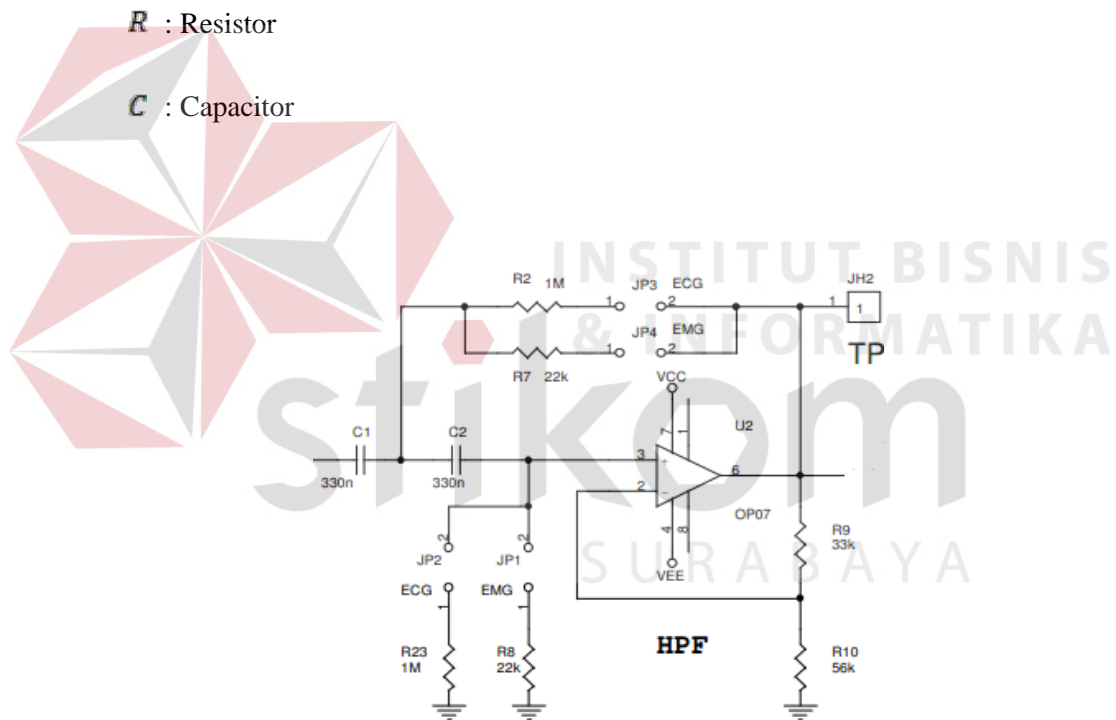 R : Resistor
C : Capacitor
INSTITUT BISNIS
& INFORMATIKA
stikom
SURABAYA
R2 1M
1 JP3 2 ECG
1 JP4 2 EMG
R7 22k
JH2
1 1
TP
VCC
7 1
U2
C1
330n
C2
330n
3 +
2 −
6
OP07
4 8
VEE
2 2
JP2 JP1
ECG EMG
1 1
R23
1M
R8
22k
R9
33k
HPF
R10
56k